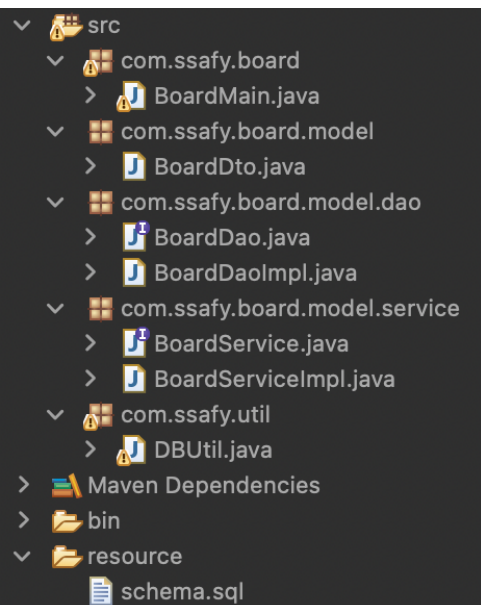 src
com.ssafy.board
BoardMain.java
com.ssafy.board.model
BoardDto.java
com.ssafy.board.model.dao
BoardDao.java
BoardDaoImpl.java
com.ssafy.board.model.service
BoardService.java
BoardServiceImpl.java
com.ssafy.util
DBUtil.java
Maven Dependencies
bin
resource
schema.sql